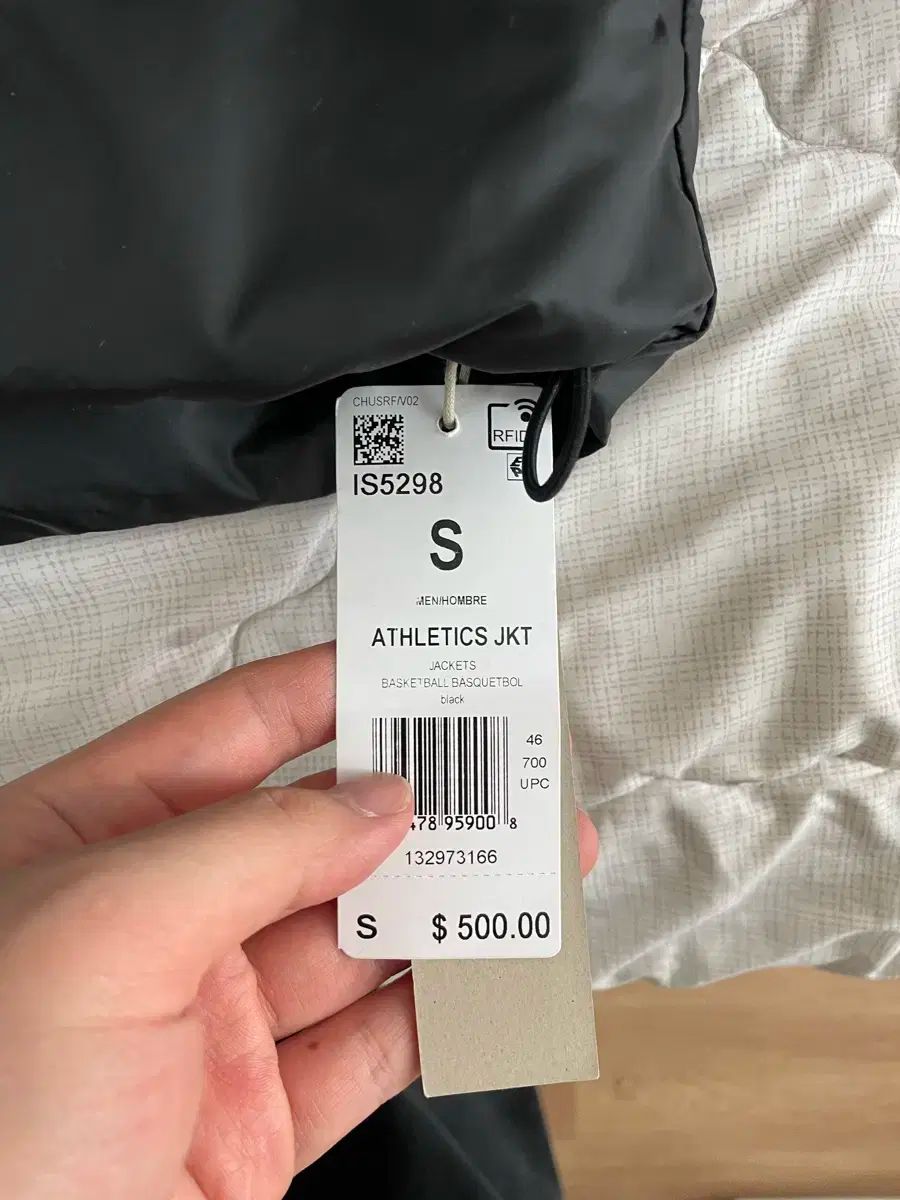 CHUSRF/V02
RFID
IS5298
S
MEN/HOMBRE
ATHLETICS JKT
JACKETS
BASKETBALL BASQUETBOL
black
46
700
UPC
478 95900 8
132973166
S $ 500.00